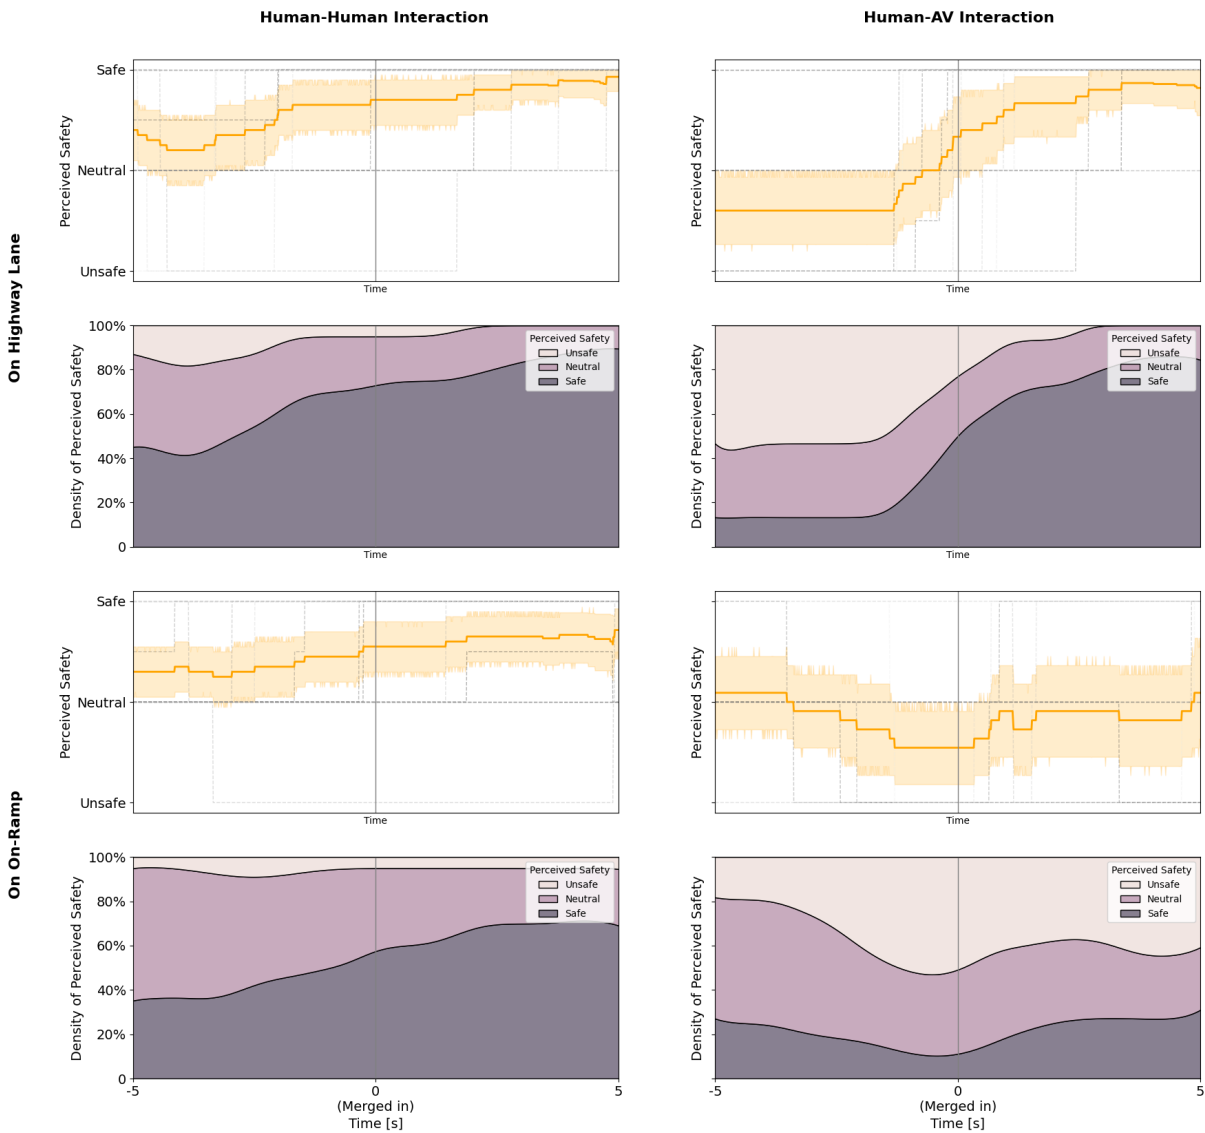 Human-Human Interaction
Human-AV Interaction
On Highway Lane
Perceived Safety
Safe
Neutral
Unsafe
Time
Perceived Safety
Time
Density of Perceived Safety
100%
80%
60%
40%
20%
0
Perceived Safety
Unsafe
Neutral
Safe
Time
Density of Perceived Safety
Perceived Safety
Unsafe
Neutral
Safe
Time
On On-Ramp
Perceived Safety
Safe
Neutral
Unsafe
Time
Perceived Safety
Time
Density of Perceived Safety
100%
80%
60%
40%
20%
0
Perceived Safety
Unsafe
Neutral
Safe
-5
0
5
(Merged in)
Time [s]
Density of Perceived Safety
Perceived Safety
Unsafe
Neutral
Safe
-5
0
5
(Merged in)
Time [s]